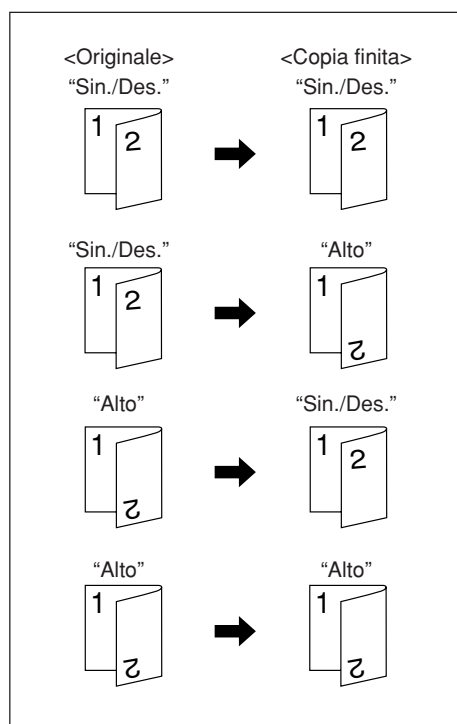 <Originale> <Copia finita>
“Sin./Des.” “Sin./Des.”
1 2 1 2
“Sin./Des.” “Alto”
1 2 1 2
“Alto” “Sin./Des.”
1 2 1 2
“Alto” “Alto”
1 2 1 2